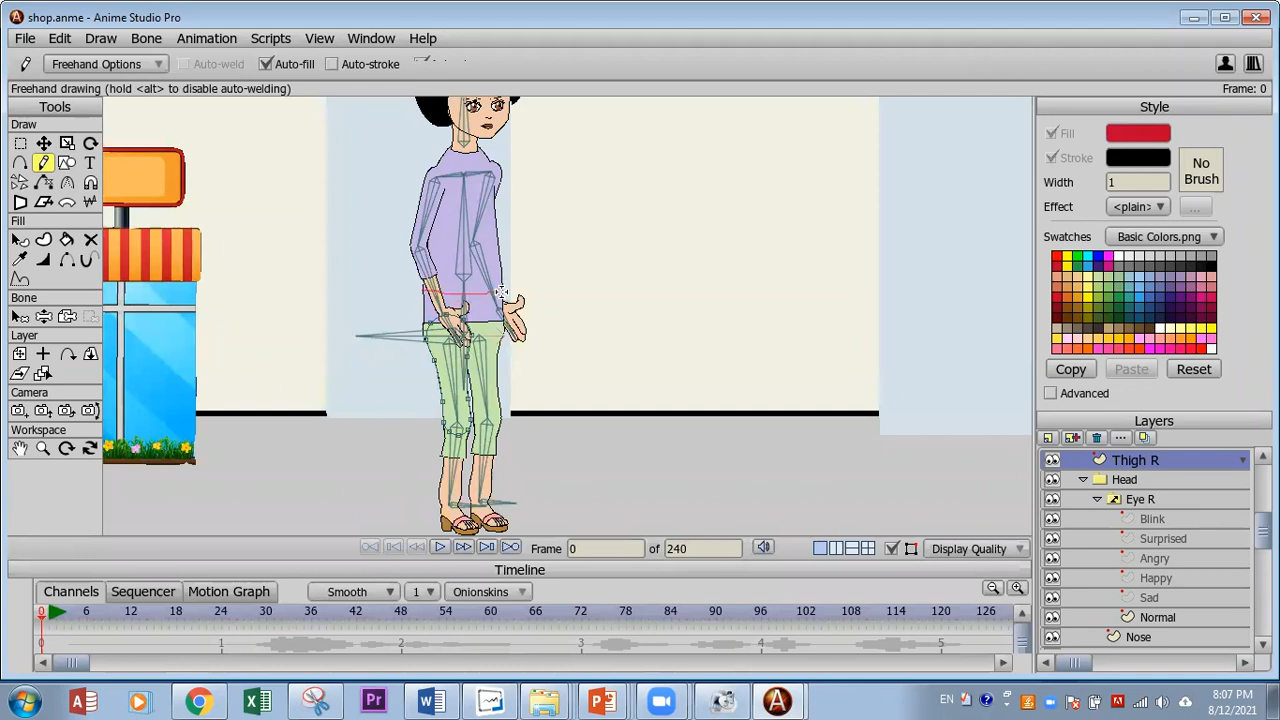 shop.anme - Anime Studio Pro
File Edit Draw Bone Animation Scripts View Window Help
Freehand Options Auto-weld Auto-fill Auto-stroke
Freehand drawing (hold <alt> to disable auto-welding) Frame: 0
Tools
Draw
T
Fill
Bone
Layer
Camera
Workspace
Style
Fill
Stroke
No Brush
Width 1
Effect <plain> ...
Swatches Basic Colors.png
Copy Paste Reset
Advanced
Layers
Thigh R
Head
Eye R
Blink
Surprised
Angry
Happy
Sad
Normal
Nose
Frame 0 of 240 Display Quality
Timeline
Channels Sequencer Motion Graph Smooth 1 Onionskins
0 6 12 18 24 30 36 42 48 54 60 66 72 78 84 90 96 102 108 114 120 126
0 1 2 3 4 5
EN 8:07 PM
8/12/2021